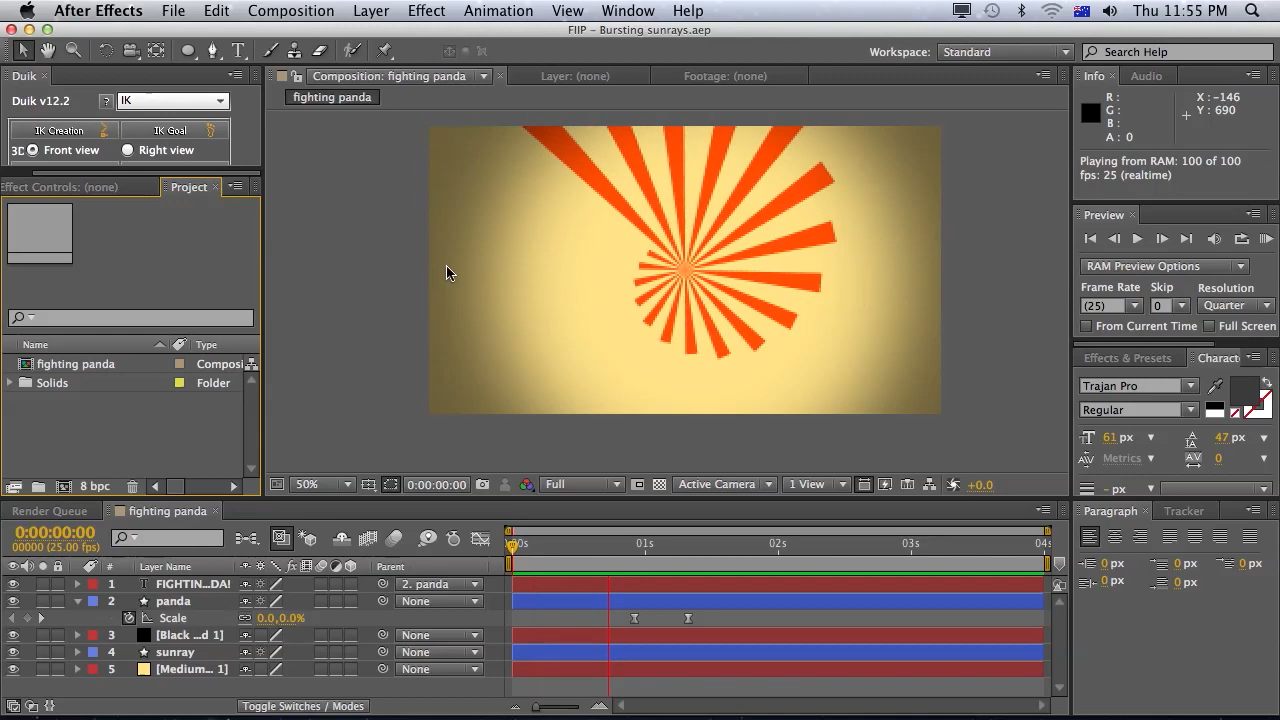 After Effects File Edit Composition Layer Effect Animation View Window Help Thu 11:55 PM
FIIP – Bursting sunrays.aep
Workspace: Standard Search Help
Duik Composition: fighting panda Layer: (none) Footage: (none) Info Audio
Duik v12.2 ? IK
fighting panda
R: X : -146
G: Y : 690
B:
A: 0
IK Creation IK Goal
3D Front view Right view
Playing from RAM: 100 of 100
fps: 25 (realtime)
Effect Controls: (none) Project
Preview
RAM Preview Options
Frame Rate Skip Resolution
(25) 0 Quarter
From Current Time Full Screen
Name Type
fighting panda Composi
Solids Folder
Effects & Presets Charact
Trajan Pro
Regular
61 px 47 px
Metrics 0
- px
8 bpc
50% 0:00:00:00 Full Active Camera 1 View +0.0
Render Queue fighting panda
Paragraph Tracker
0:00:00:00
00000 (25.00 fps)
00s 01s 02s 03s 04s
# Layer Name Parent
1 T FIGHTIN...DA! 2. panda
2 panda None
Scale 0.0,0.0%
3 [Black ...d 1] None
4 sunray None
5 [Medium... 1] None
0 px 0 px 0 px
0 px 0 px
Toggle Switches / Modes